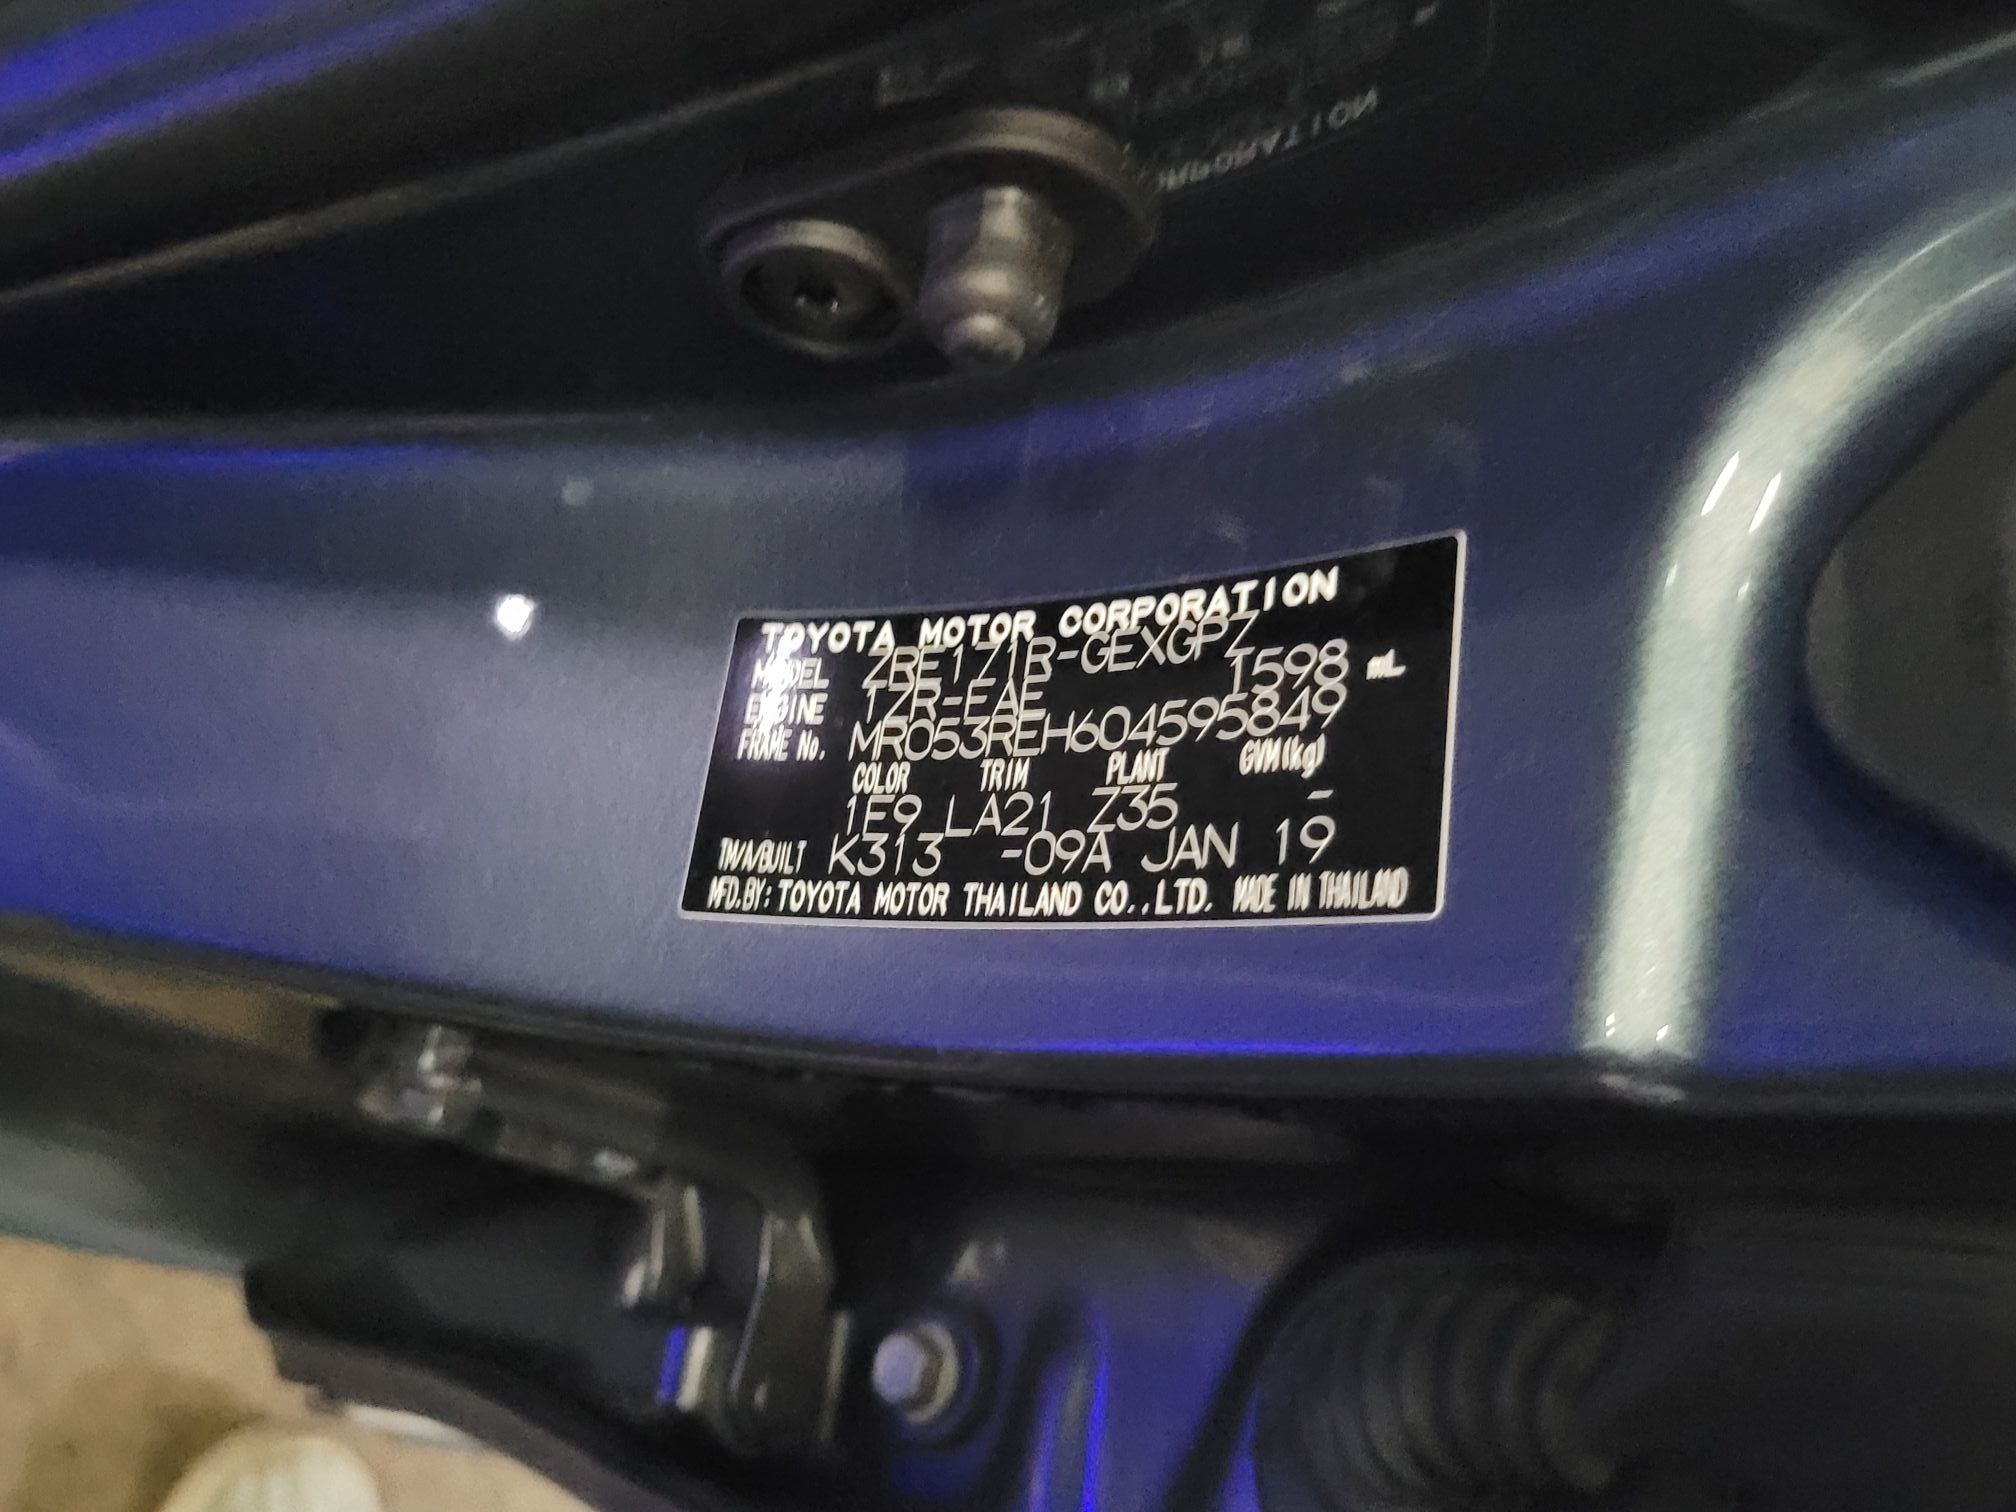 TOYOTA MOTOR CORPORATION
MODEL ZRE171R-GEXGPZ
ENGINE 1ZR-FAE 1598 mL
FRAME No. MR053REH604595849
COLOR TRIM PLANT GVM(kg)
1E9 LA21 Z35 -
TM/A/BUILT K313 -09A JAN 19
MFD.BY: TOYOTA MOTOR THAILAND CO.,LTD. MADE IN THAILAND